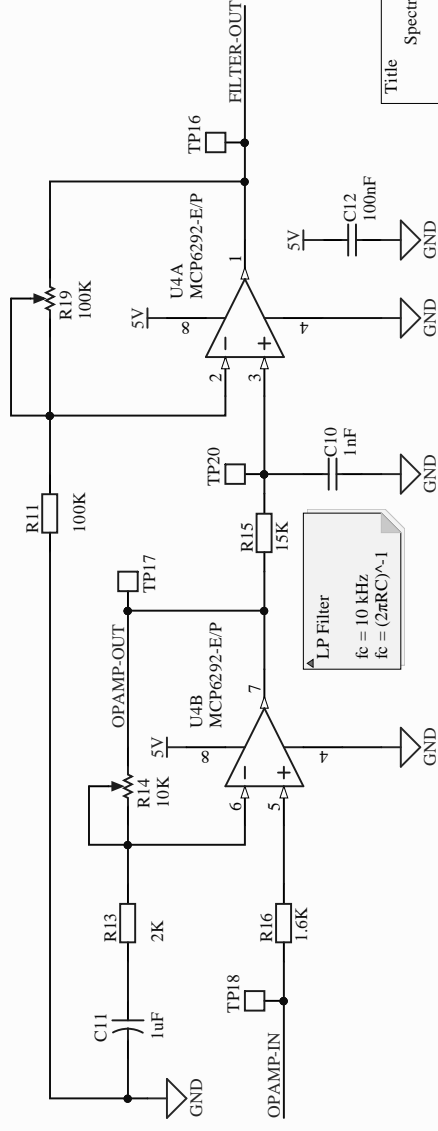 FILTER-OUT
Title
Spectr
TP16
R19
100K
1
U4A
MCP6292-E/P
5V
8
4
GND
2
3
5V
C12
100nF
GND
R11
100K
TP20
C10
1nF
GND
R15
15K
TP17
OPAMP-OUT
LP Filter
fc = 10 kHz
fc = (2πRC)^-1
7
U4B
MCP6292-E/P
5V
8
4
GND
6
5
R14
10K
R13
2K
R16
1.6K
C11
1uF
TP18
OPAMP-IN
GND